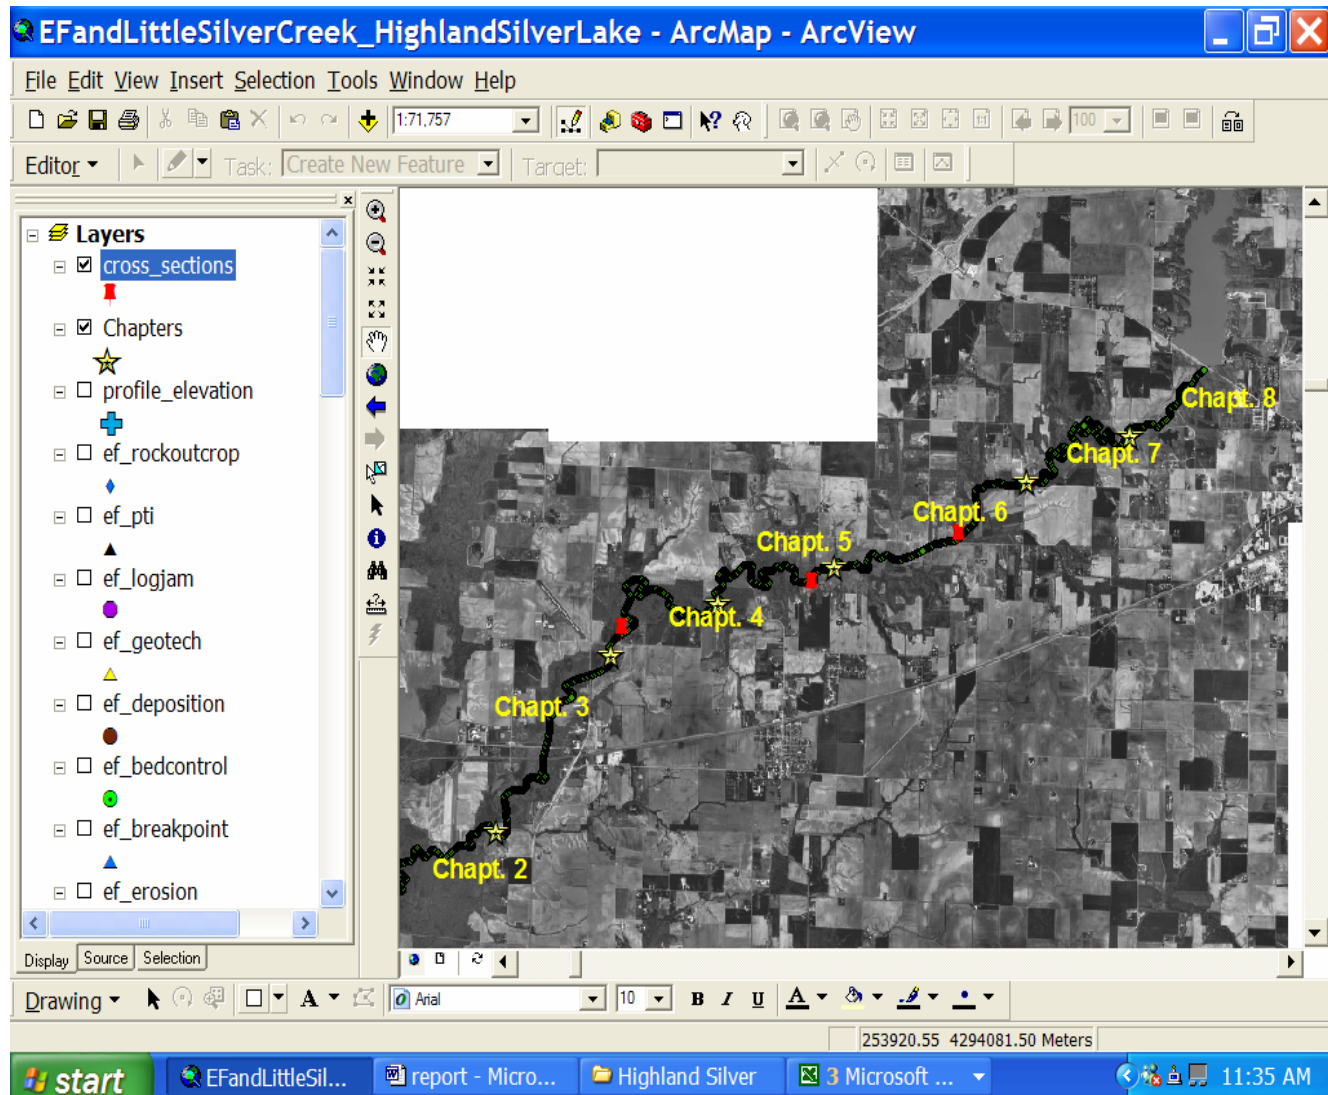 EFandLittleSilverCreek_HighlandSilverLake - ArcMap - ArcView
File Edit View Insert Selection Tools Window Help
1:71,757
1:1
100
Editor
Task: Create New Feature
Target:
Layers
cross_sections
Chapters
profile_elevation
ef_rockoutcrop
ef_pti
ef_logjam
ef_geotech
ef_deposition
ef_bedcontrol
ef_breakpoint
ef_erosion
Display Source Selection
Chapt. 8
Chapt. 7
Chapt. 6
Chapt. 5
Chapt. 4
Chapt. 3
Chapt. 2
Drawing
A
Arial
10
B I U A
253920.55 4294081.50 Meters
start
EFandLittleSil...
report - Micro...
Highland Silver
3 Microsoft ...
11:35 AM